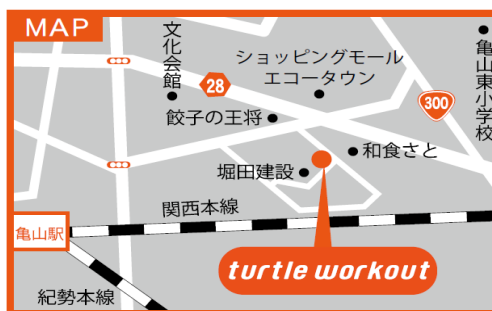 MAP
文化会館
ショッピングモール
エコータウン
亀山東小学校
28
300
餃子の王将
和食さと
堀田建設
関西本線
亀山駅
turtle workout
紀勢本線